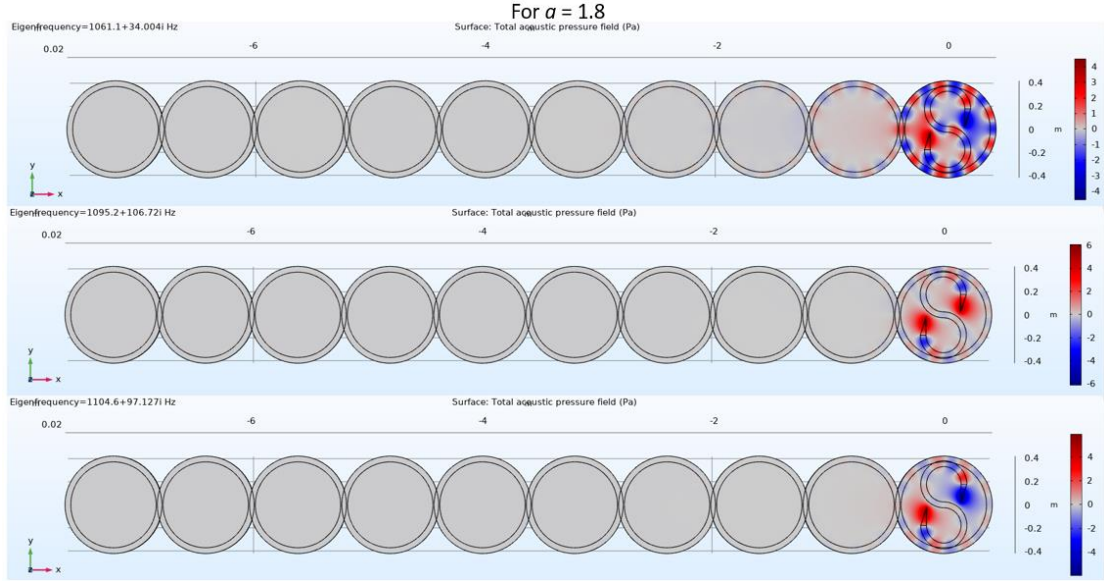 For a = 1.8
Eigenfrequency=1061.1+34.004i Hz Surface: Total acoustic pressure field (Pa)
0.02 -6 -4 -2 0
0.4 4
0.2 3
2
0 m 1
0
-0.2 -1
-2
-0.4 -3
-4
y
z x
Eigenfrequency=1095.2+106.72i Hz Surface: Total acoustic pressure field (Pa)
0.02 -6 -4 -2 0
6
0.4 4
0.2 2
0 m 0
-0.2 -2
-0.4 -4
-6
y
z x
Eigenfrequency=1104.6+97.127i Hz Surface: Total acoustic pressure field (Pa)
0.02 -6 -4 -2 0
0.4 4
0.2 2
0 m 0
-0.2 -2
-0.4 -4
y
z x